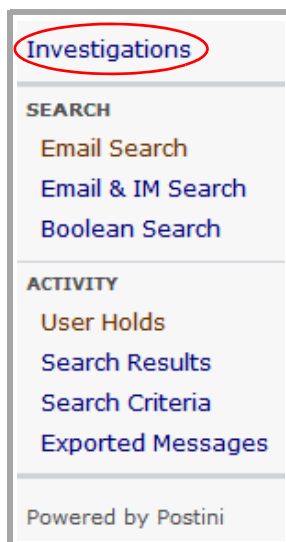 Investigations
SEARCH
Email Search
Email & IM Search
Boolean Search
ACTIVITY
User Holds
Search Results
Search Criteria
Exported Messages
Powered by Postini